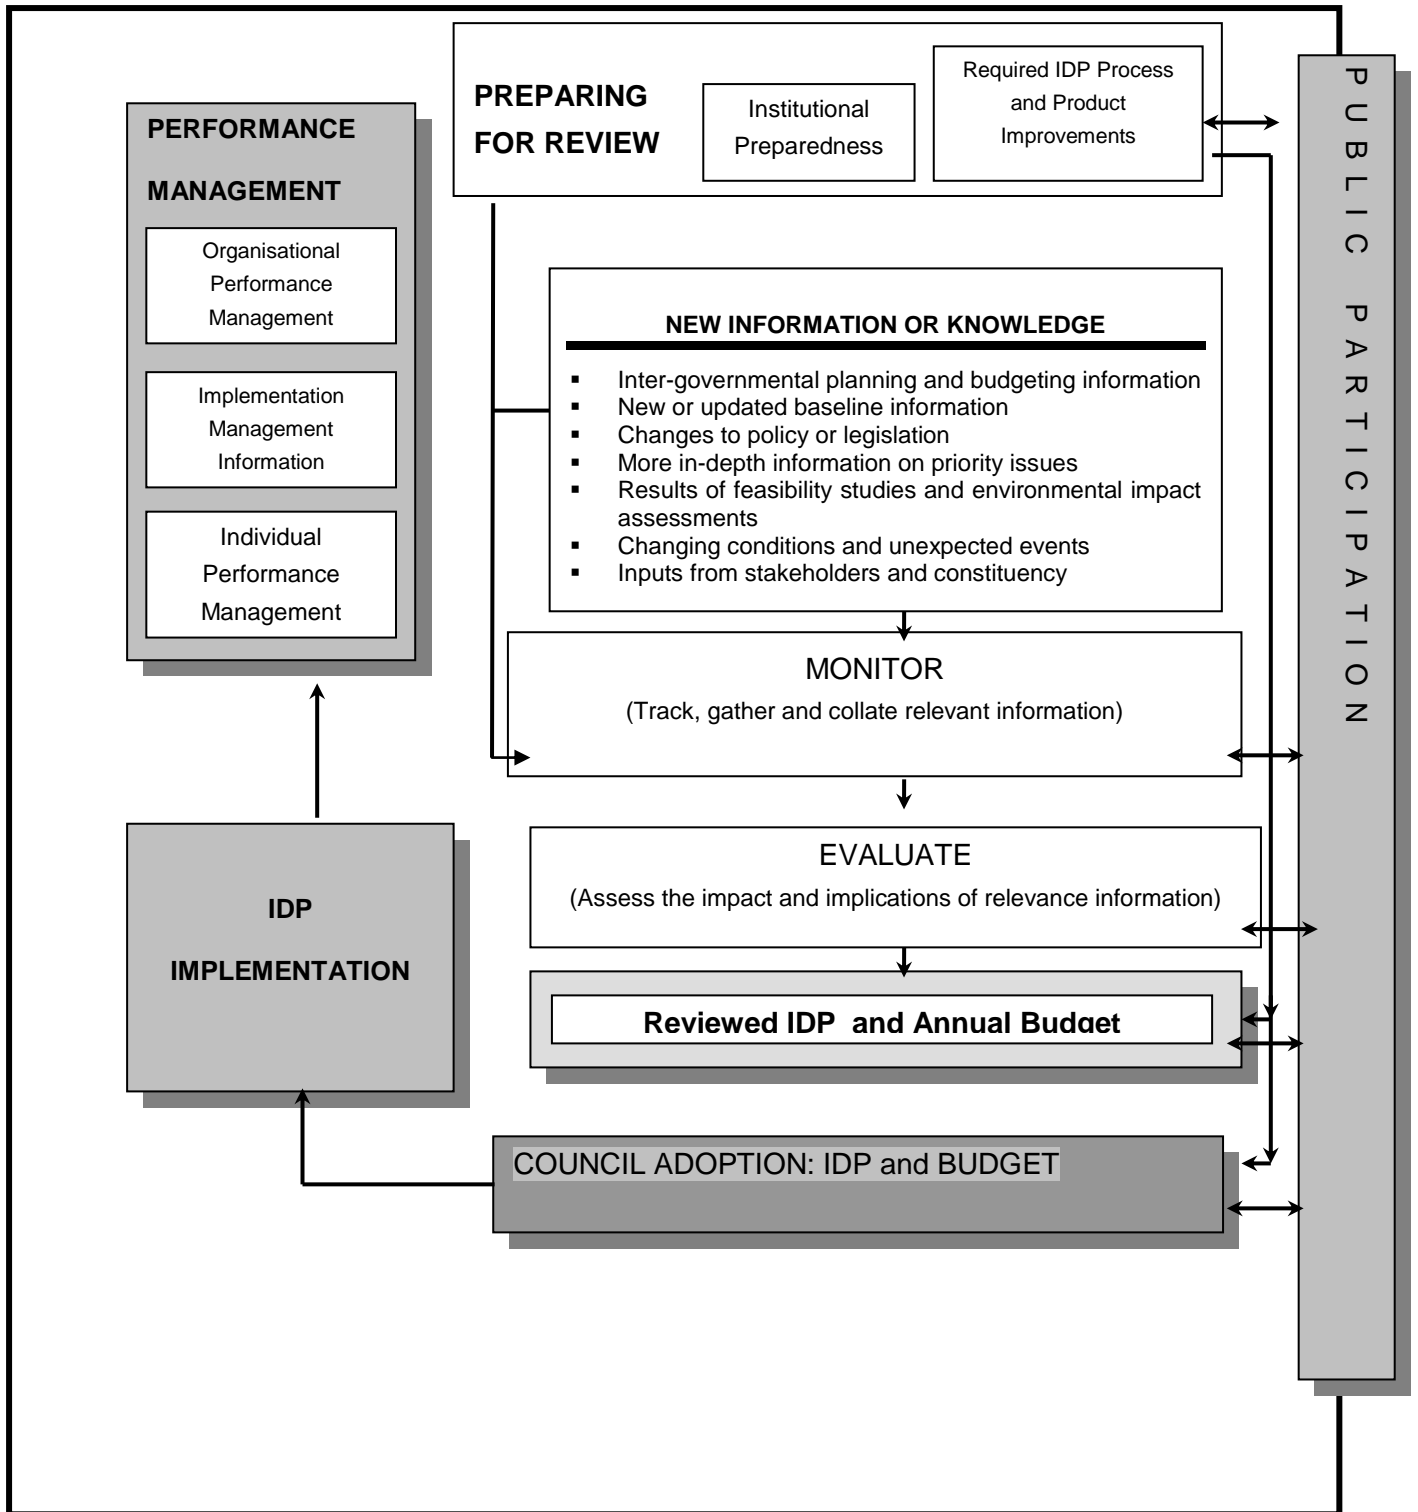 PREPARING
FOR REVIEW
Institutional
Preparedness
Required IDP Process
and Product
Improvements
PERFORMANCE
MANAGEMENT
Organisational
Performance
Management
Implementation
Management
Information
Individual
Performance
Management
NEW INFORMATION OR KNOWLEDGE
▪ Inter-governmental planning and budgeting information
▪ New or updated baseline information
▪ Changes to policy or legislation
▪ More in-depth information on priority issues
▪ Results of feasibility studies and environmental impact
assessments
▪ Changing conditions and unexpected events
▪ Inputs from stakeholders and constituency
MONITOR
(Track, gather and collate relevant information)
EVALUATE
(Assess the impact and implications of relevance information)
IDP
IMPLEMENTATION
Reviewed IDP and Annual Budget
COUNCIL ADOPTION: IDP and BUDGET
PUBLIC PARTICIPATION